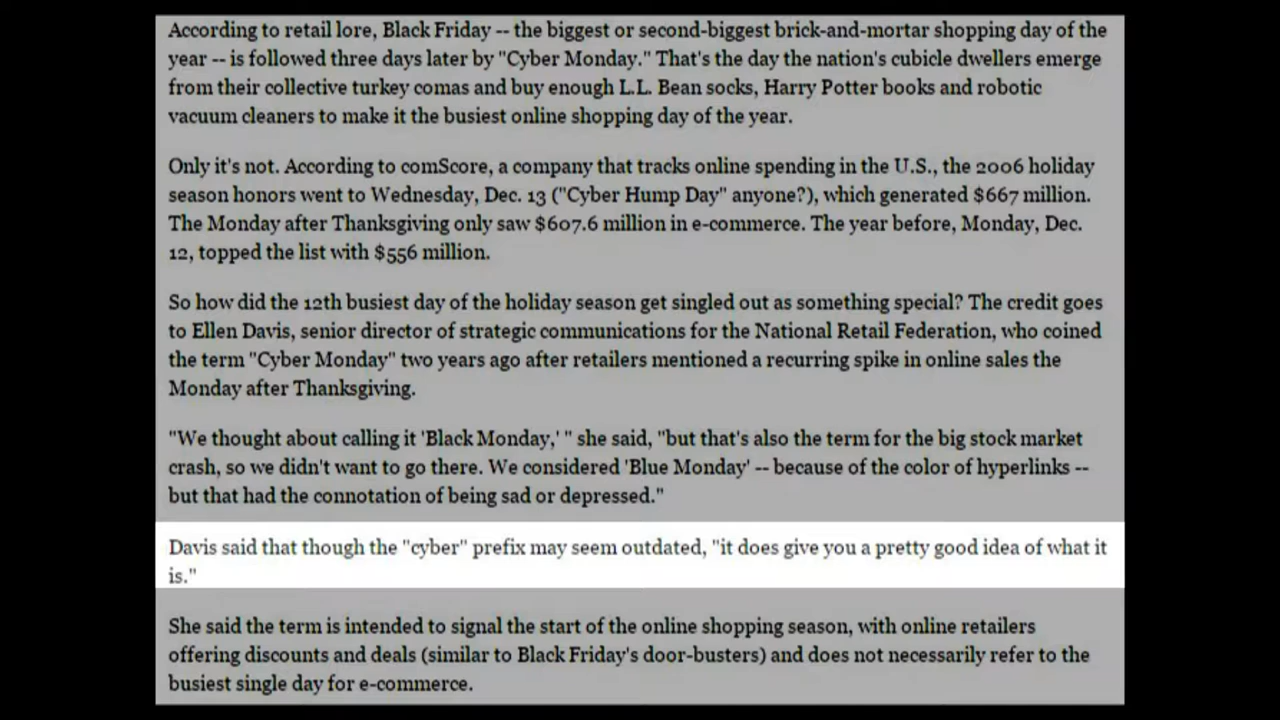 According to retail lore, Black Friday -- the biggest or second-biggest brick-and-mortar shopping day of the
year -- is followed three days later by "Cyber Monday." That's the day the nation's cubicle dwellers emerge
from their collective turkey comas and buy enough L.L. Bean socks, Harry Potter books and robotic
vacuum cleaners to make it the busiest online shopping day of the year.
Only it's not. According to comScore, a company that tracks online spending in the U.S., the 2006 holiday
season honors went to Wednesday, Dec. 13 ("Cyber Hump Day" anyone?), which generated $667 million.
The Monday after Thanksgiving only saw $607.6 million in e-commerce. The year before, Monday, Dec.
12, topped the list with $556 million.
So how did the 12th busiest day of the holiday season get singled out as something special? The credit goes
to Ellen Davis, senior director of strategic communications for the National Retail Federation, who coined
the term "Cyber Monday" two years ago after retailers mentioned a recurring spike in online sales the
Monday after Thanksgiving.
"We thought about calling it 'Black Monday,' " she said, "but that's also the term for the big stock market
crash, so we didn't want to go there. We considered 'Blue Monday' -- because of the color of hyperlinks --
but that had the connotation of being sad or depressed."
Davis said that though the "cyber" prefix may seem outdated, "it does give you a pretty good idea of what it
is."
She said the term is intended to signal the start of the online shopping season, with online retailers
offering discounts and deals (similar to Black Friday's door-busters) and does not necessarily refer to the
busiest single day for e-commerce.